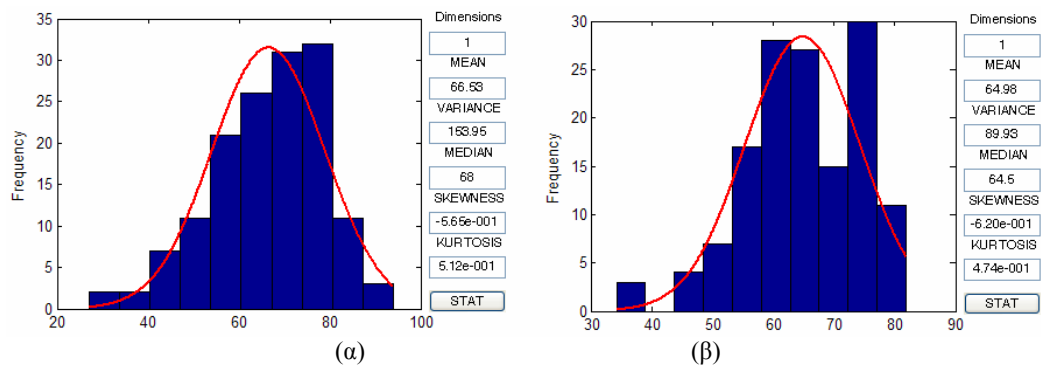 35
30
25
20
15
10
5
0
Frequency
20 40 60 80 100
(α)
Dimensions
1
MEAN
66.53
VARIANCE
153.95
MEDIAN
68
SKEWNESS
-5.65e-001
KURTOSIS
5.12e-001
STAT
30
25
20
15
10
5
0
Frequency
30 40 50 60 70 80 90
(β)
Dimensions
1
MEAN
64.98
VARIANCE
89.93
MEDIAN
64.5
SKEWNESS
-6.20e-001
KURTOSIS
4.74e-001
STAT